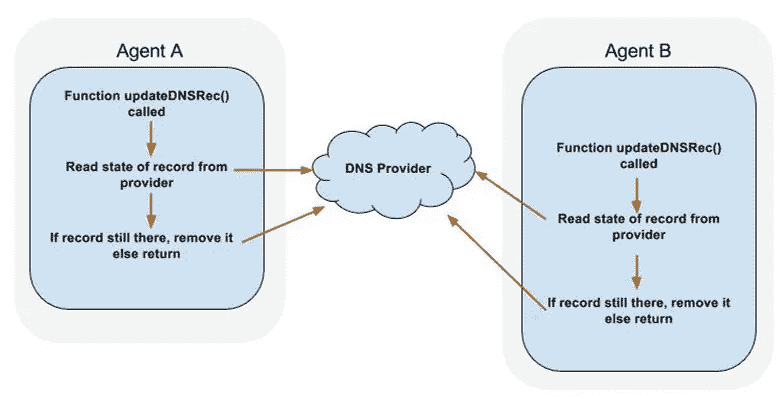 Agent A
Function updateDNSRec()
called
Read state of record from
provider
If record still there, remove it
else return
DNS Provider
Agent B
Function updateDNSRec()
called
Read state of record from
provider
If record still there, remove it
else return